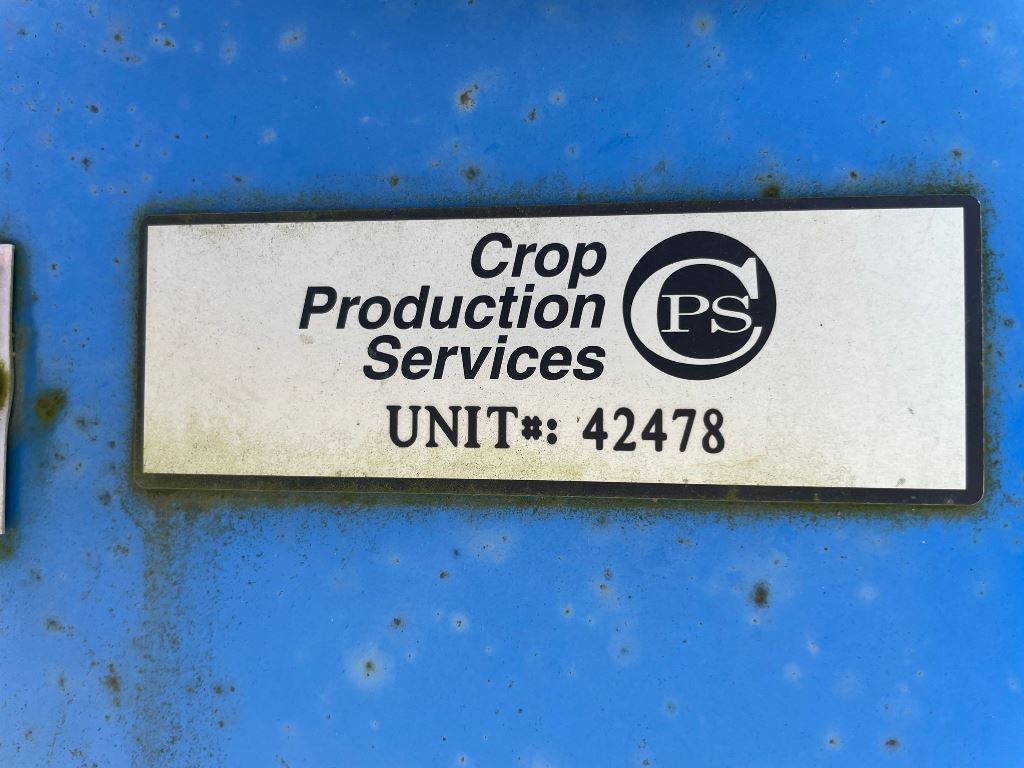 Crop
Production
Services
CPS
UNIT#: 42478